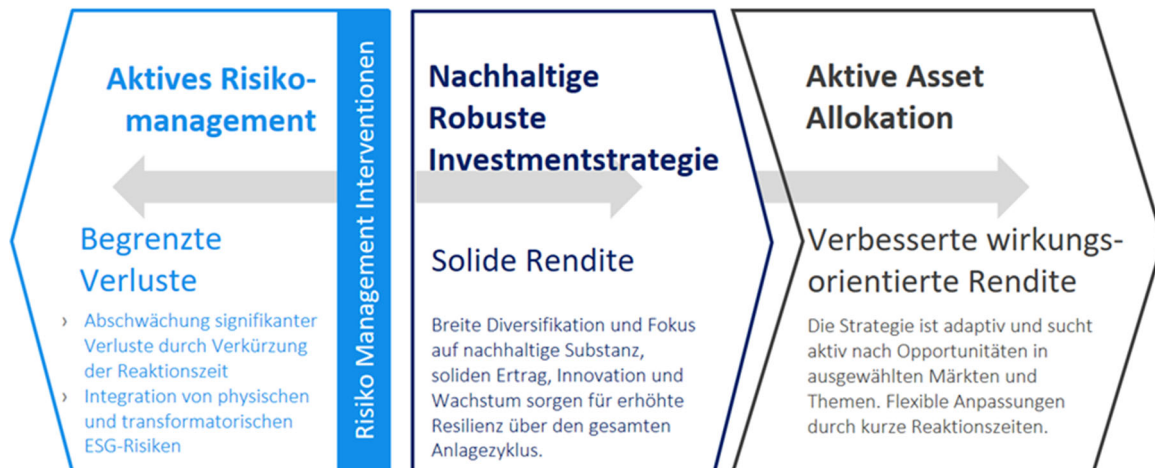 Aktives Risiko-
management
Begrenzte
Verluste
› Abschwächung signifikanter
Verluste durch Verkürzung
der Reaktionszeit
› Integration von physischen
und transformatorischen
ESG-Risiken
Risiko Management Interventionen
Nachhaltige
Robuste
Investmentstrategie
Solide Rendite
Breite Diversifikation und Fokus
auf nachhaltige Substanz,
soliden Ertrag, Innovation und
Wachstum sorgen für erhöhte
Resilienz über den gesamten
Anlagezyklus.
Aktive Asset
Allokation
Verbesserte wirkungs-
orientierte Rendite
Die Strategie ist adaptiv und sucht
aktiv nach Opportunitäten in
ausgewählten Märkten und
Themen. Flexible Anpassungen
durch kurze Reaktionszeiten.